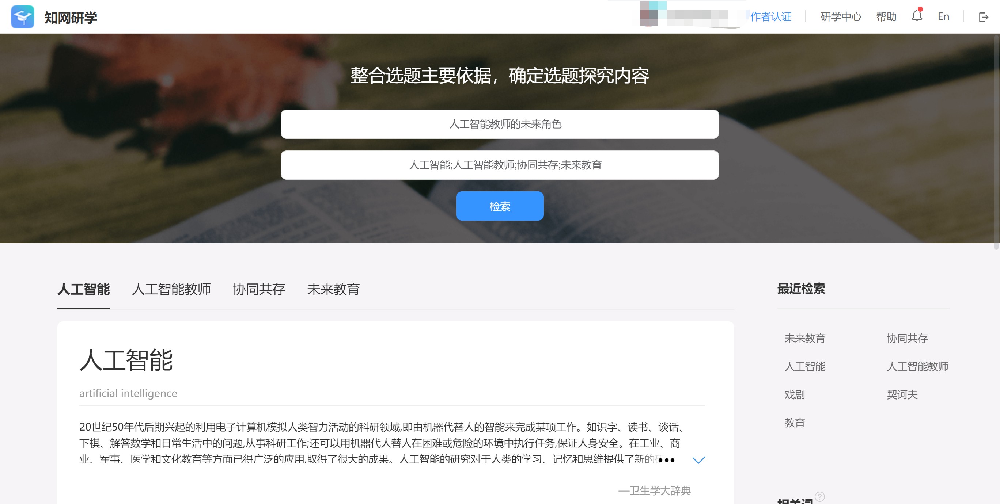 知网研学
作者认证
研学中心
帮助
En
整合选题主要依据，确定选题探究内容
人工智能教师的未来角色
人工智能;人工智能教师;协同共存;未来教育
检索
人工智能
人工智能教师
协同共存
未来教育
人工智能
artificial intelligence
20世纪50年代后期兴起的利用电子计算机模拟人类智力活动的科研领域,即由机器代替人的智能来完成某项工作。如识字、读书、谈话、
下棋、解答数学和日常生活中的问题,从事科研工作;还可以用机器代人替人在困难或危险的环境中执行任务,保证人身安全。在工业、商
业、军事、医学和文化教育等方面已得广泛的应用,取得了很大的成果。人工智能的研究对于人类的学习、记忆和思维提供了新的
—卫生学大辞典
最近检索
未来教育
协同共存
人工智能
人工智能教师
戏剧
契诃夫
教育
相关词